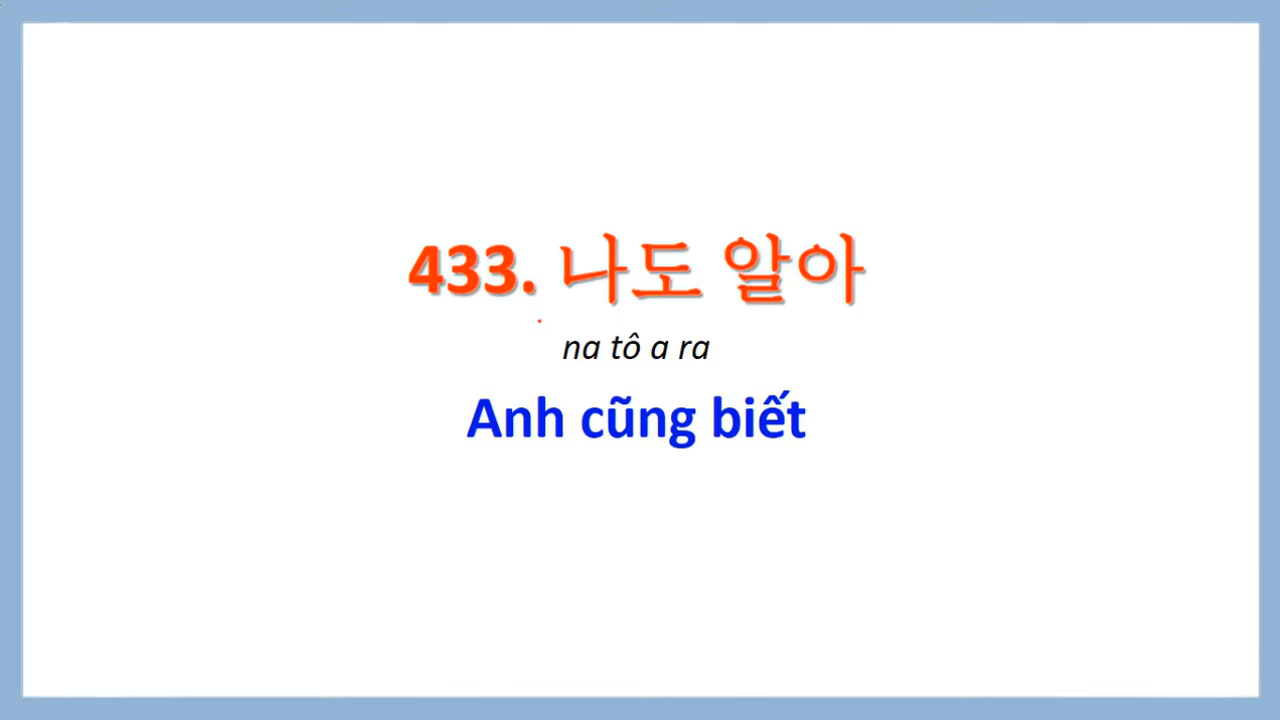 433. 나도 알아
na tô a ra
Anh cũng biết